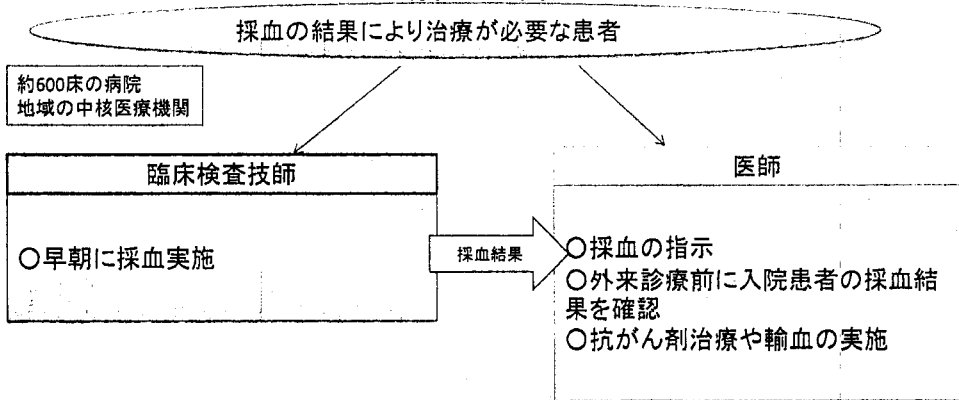 採血の結果により治療が必要な患者
約600床の病院
地域の中核医療機関
臨床検査技師
○早朝に採血実施
採血結果
医師
○採血の指示
○外来診療前に入院患者の採血結
果を確認
○抗がん剤治療や輸血の実施